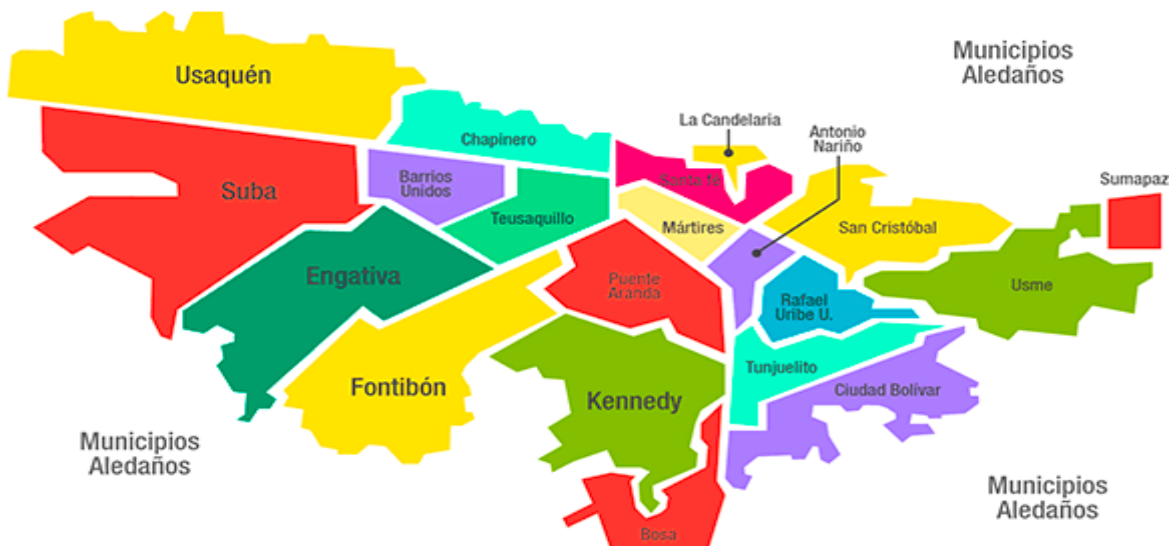 Usaquén
Municipios
Aledaños
La Candelaria
Antonio
Nariño
Chapinero
Barrios
Unidos
Santa fé
Sumapaz
Suba
Teusaquillo
Mártires
San Cristóbal
Engativa
Puente
Aranda
Rafael
Uribe U.
Usme
Fontibón
Kennedy
Tunjuelito
Ciudad Bolívar
Municipios
Aledaños
Municipios
Aledaños
Bosa